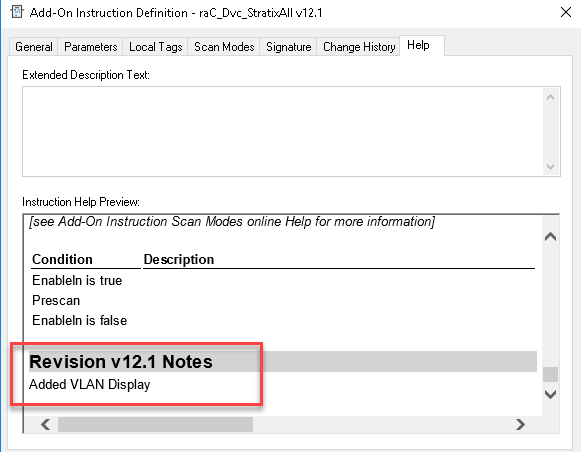 Add-On Instruction Definition - raC_Dvc_StratixAll v12.1
General Parameters Local Tags Scan Modes Signature Change History Help
Extended Description Text:
Instruction Help Preview:
[see Add-On Instruction Scan Modes online Help for more information]
Condition Description
EnableIn is true
Prescan
EnableIn is false
Revision v12.1 Notes
Added VLAN Display